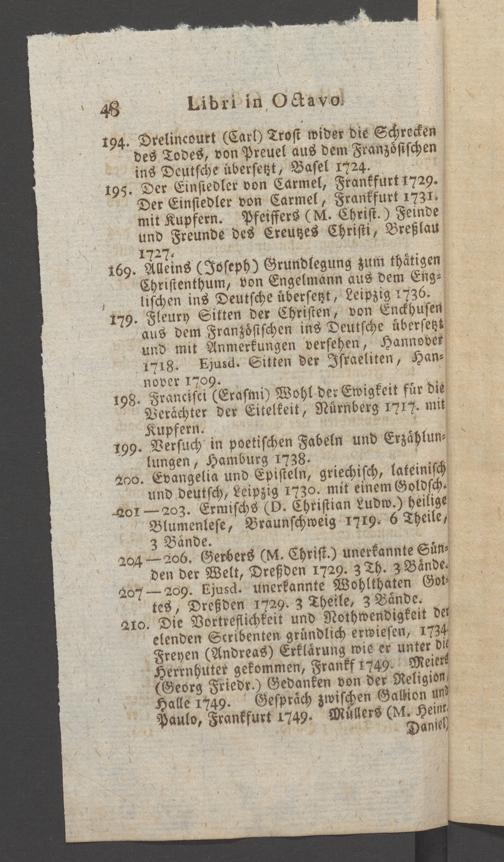 48 Libri in Octavo.
194. Drelincourt (Carl) Trost wider die Schrecken
des Todes, von Preuel aus dem Französischen
ins Deutsche übersetzt, Basel 1724.
195. Der Einsiedler von Carmel, Frankfurt 1729.
Der Einsiedler von Carmel, Frankfurt 1731.
mit Kupfern. Pfeiffers (M. Christ.) Feinde
und Freunde des Creutzes Christi, Breßlau
1727.
169. Alleins (Joseph) Grundlegung zum thätigen
Christenthum, von Engelmann aus dem Eng-
lischen ins Deutsche übersetzt, Leipzig 1736.
179. Fleury Sitten der Christen, von Enckhusen
aus dem Französischen ins Deutsche übersetzt
und mit Anmerkungen versehen, Hannover
1718. Ejusd. Sitten der Israeliten, Han-
nover 1709.
198. Francisci (Erasmi) Wohl der Ewigkeit für die
Verächter der Eitelkeit, Nürnberg 1717. mit
Kupfern.
199. Versuch in poetischen Fabeln und Erzählun-
lungen, Hamburg 1738.
200. Evangelia und Episteln, griechisch, lateinisch
und deutsch, Leipzig 1730. mit einem Goldsch.
201—203. Ermischs (D. Christian Ludw.) heilige
Blumenlese, Braunschweig 1719. 6 Theile,
3 Bände.
204—206. Gerbers (M. Christ.) unerkannte Sün-
den der Welt, Dreßden 1729. 3 Th. 3 Bände.
207—209. Ejusd. unerkannte Wohlthaten Got-
tes, Dreßden 1729. 3 Theile, 3 Bände.
210. Die Vortreflichkeit und Nothwendigkeit der
elenden Scribenten gründlich erwiesen, 1734
Freyen (Andreas) Erklärung wie er unter die
Herrnhuter gekommen, Frankf 1749. Meiers
(Georg Friedr.) Gedanken von der Religion
Halle 1749. Gespräch zwischen Gallion und
Paulo, Frankfurt 1749. Müllers (M. Heinr.
Daniel)